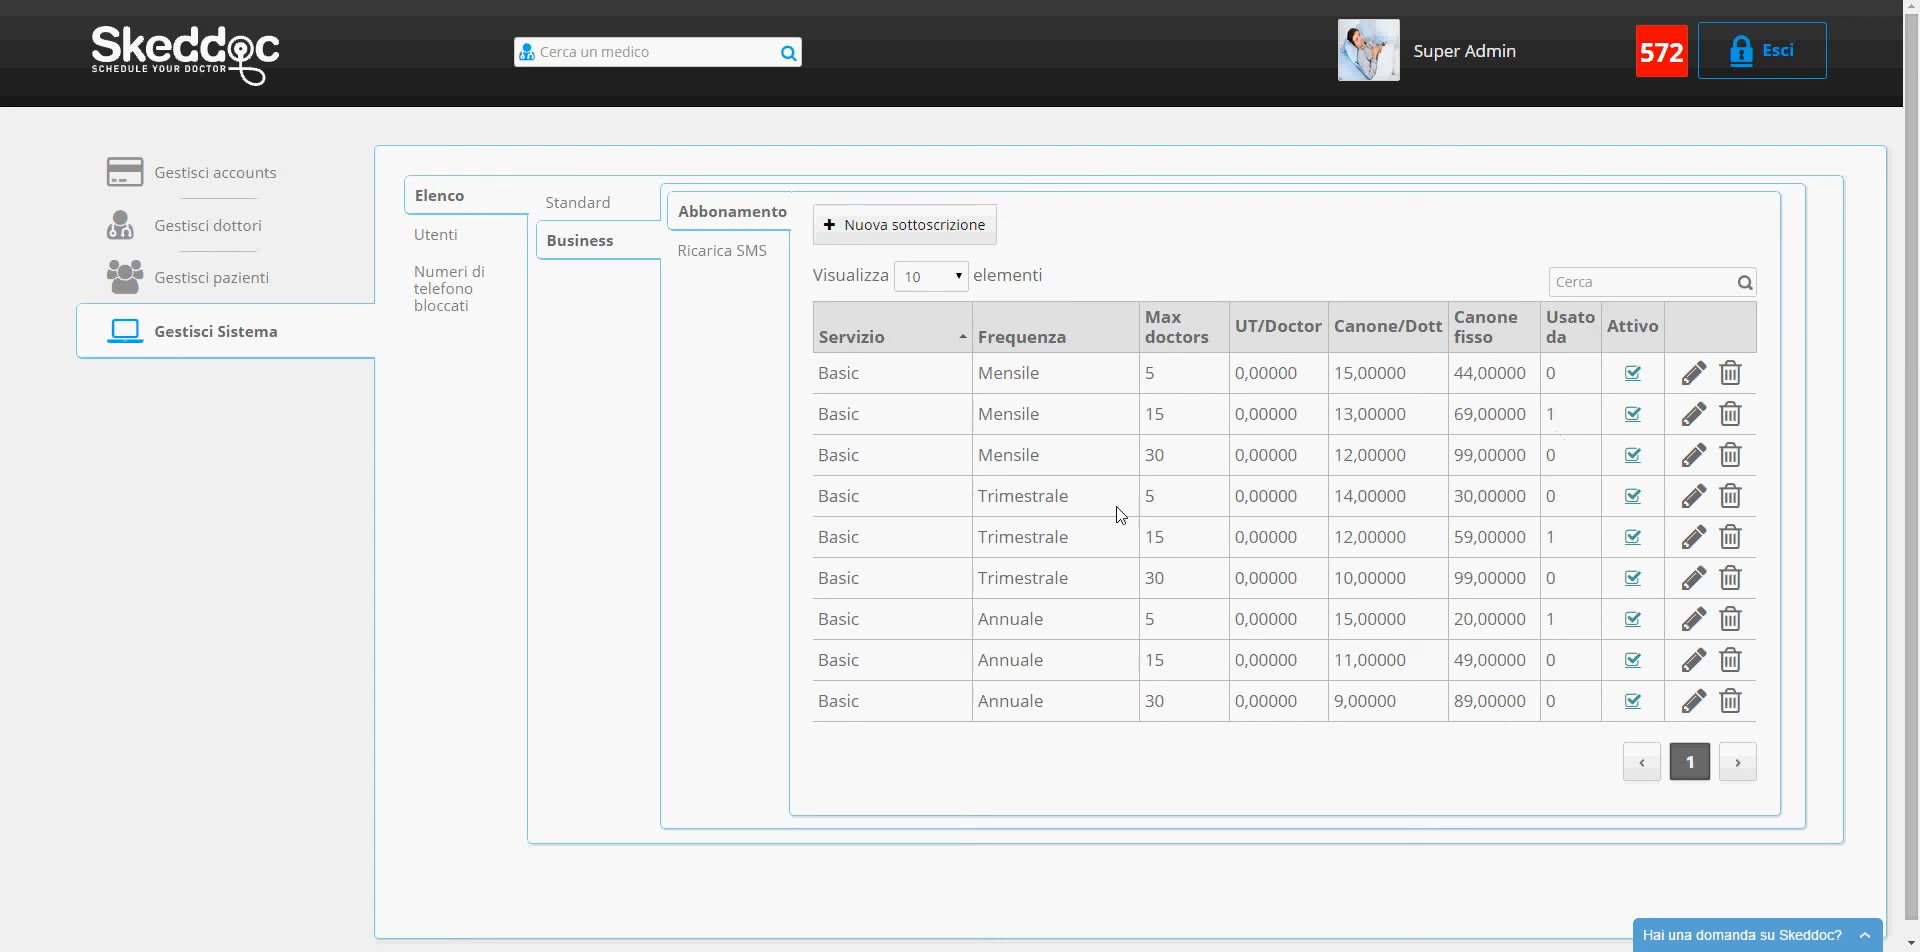 Skeddoc
SCHEDULE YOUR DOCTOR
Cerca un medico
Super Admin
572
Esci
Gestisci accounts
Gestisci dottori
Gestisci pazienti
Gestisci Sistema
Elenco
Utenti
Numeri di
telefono
bloccati
Standard
Business
Abbonamento
Ricarica SMS
+ Nuova sottoscrizione
Visualizza 10 elementi
Cerca
Servizio Frequenza Max doctors UT/Doctor Canone/Dott Canone fisso Usato da Attivo
Basic Mensile 5 0,00000 15,00000 44,00000 0
Basic Mensile 15 0,00000 13,00000 69,00000 1
Basic Mensile 30 0,00000 12,00000 99,00000 0
Basic Trimestrale 5 0,00000 14,00000 30,00000 0
Basic Trimestrale 15 0,00000 12,00000 59,00000 1
Basic Trimestrale 30 0,00000 10,00000 99,00000 0
Basic Annuale 5 0,00000 15,00000 20,00000 1
Basic Annuale 15 0,00000 11,00000 49,00000 0
Basic Annuale 30 0,00000 9,00000 89,00000 0
‹ 1 ›
Hai una domanda su Skeddoc?